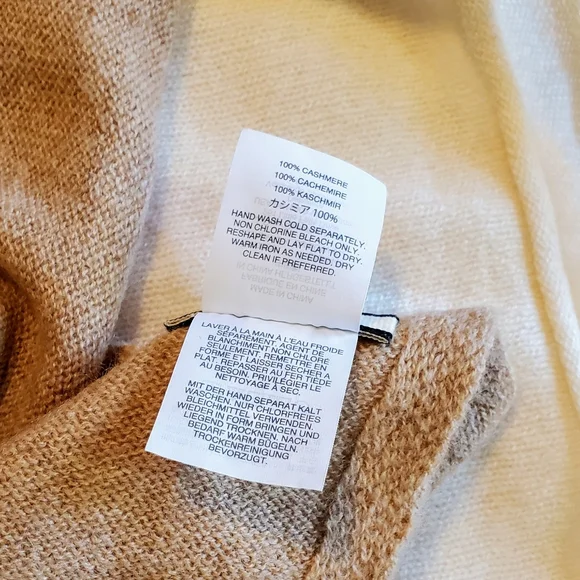 100% CASHMERE
100% CACHEMIRE
100% KASCHMIR
カシミア 100%
HAND WASH COLD SEPARATELY.
NON CHLORINE BLEACH ONLY.
RESHAPE AND LAY FLAT TO DRY.
WARM IRON AS NEEDED. DRY
CLEAN IF PREFERRED.
LAVER À LA MAIN À L'EAU FROIDE
SÉPARÉMENT. AGENT DE
BLANCHIMENT NON CHLORÉ
SEULEMENT. REMETTRE EN
FORME ET LAISSER SECHER A
PLAT. REPASSER AU FER TIÈDE
AU BESOIN. PRIVILÉGIER LE
NETTOYAGE À SEC.
MIT DER HAND SEPARAT KALT
WASCHEN. NUR CHLORFREIES
BLEICHMITTEL VERWENDEN.
WIEDER IN FORM BRINGEN UND
LIEGEND TROCKNEN. NACH
BEDARF WARM BÜGELN.
TROCKENREINIGUNG
BEVORZUGT.